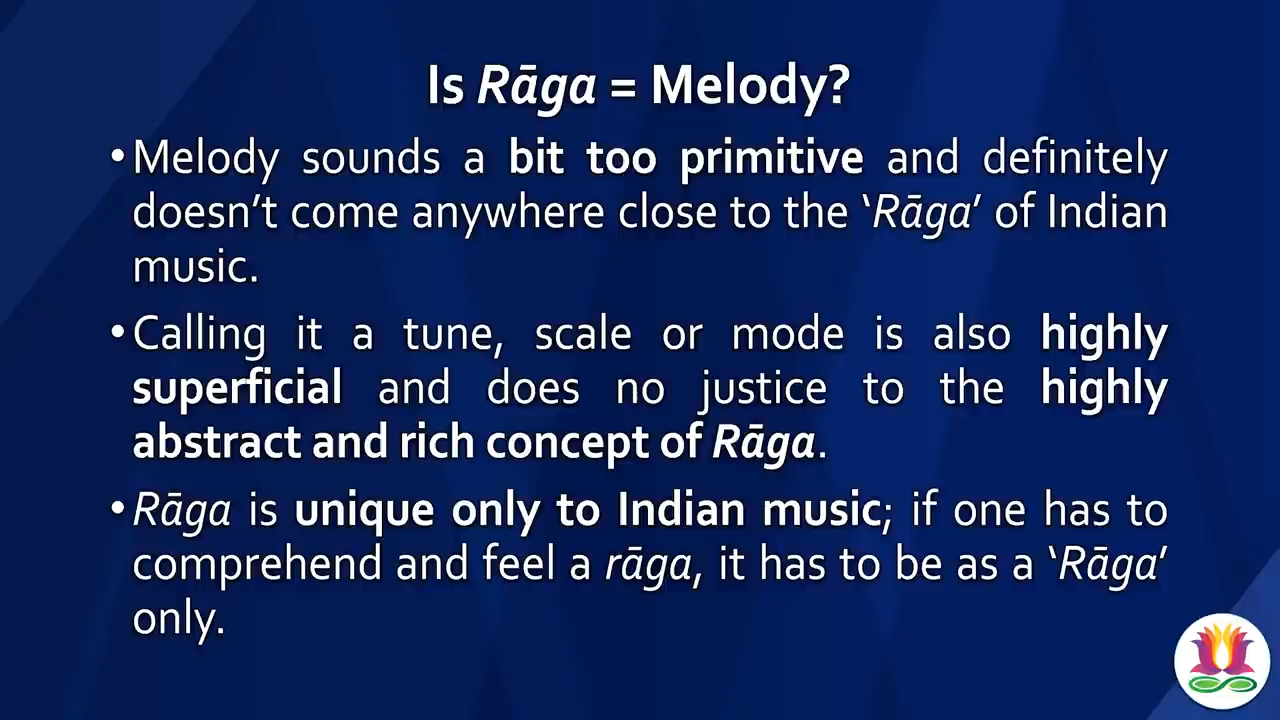 Is Rāga = Melody?
•Melody sounds a bit too primitive and definitely
doesn’t come anywhere close to the ‘Rāga’ of Indian
music.
•Calling it a tune, scale or mode is also highly
superficial and does no justice to the highly
abstract and rich concept of Rāga.
•Rāga is unique only to Indian music; if one has to
comprehend and feel a rāga, it has to be as a ‘Rāga’
only.